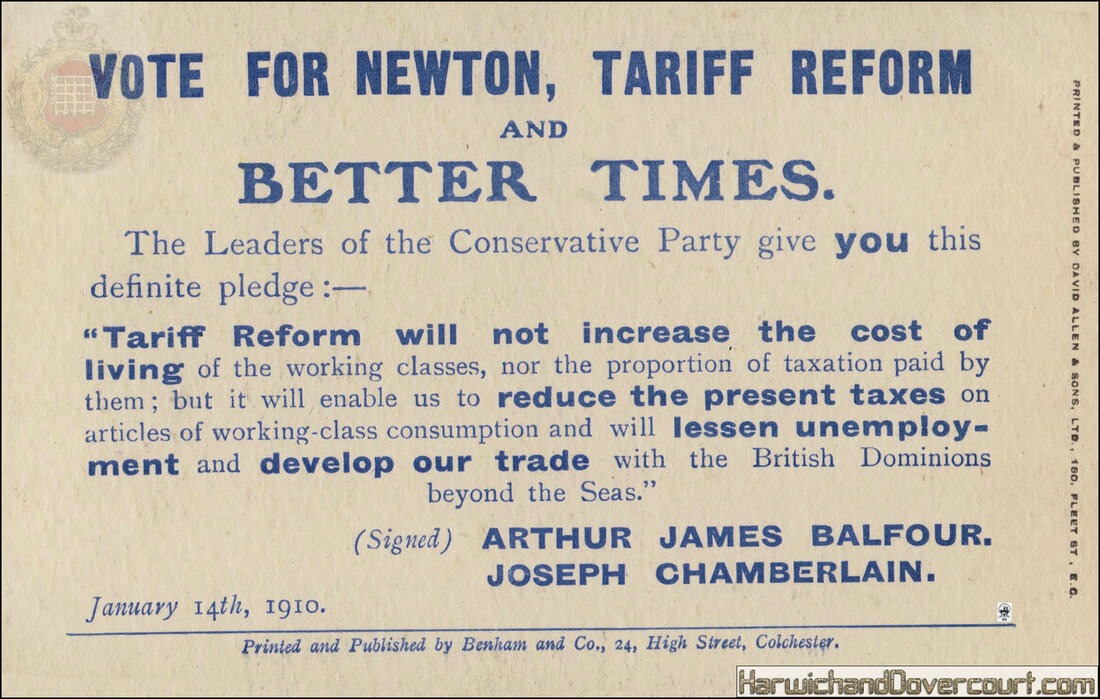 VOTE FOR NEWTON, TARIFF REFORM
AND
BETTER TIMES.
The Leaders of the Conservative Party give you this
definite pledge :—
“Tariff Reform will not increase the cost of
living of the working classes, nor the proportion of taxation paid by
them; but it will enable us to reduce the present taxes on
articles of working-class consumption and will lessen unemploy-
ment and develop our trade with the British Dominions
beyond the Seas.”
(Signed) ARTHUR JAMES BALFOUR.
JOSEPH CHAMBERLAIN.
January 14th, 1910.
Printed and Published by Benham and Co., 24, High Street, Colchester.
PRINTED & PUBLISHED BY DAVID ALLEN & SONS, LTD., 180, FLEET ST., E.C.
HarwichandDovercourt.com